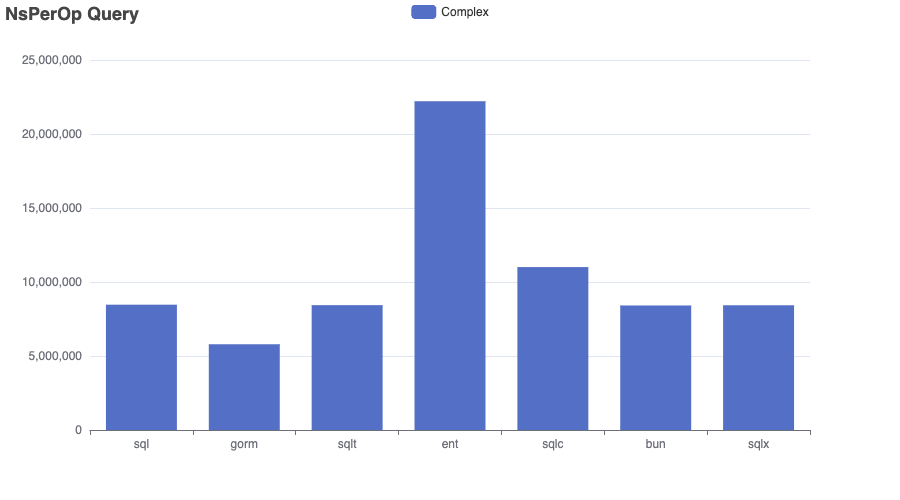 NsPerOp Query
Complex
25,000,000
20,000,000
15,000,000
10,000,000
5,000,000
0
sql gorm sqlt ent sqlc bun sqlx